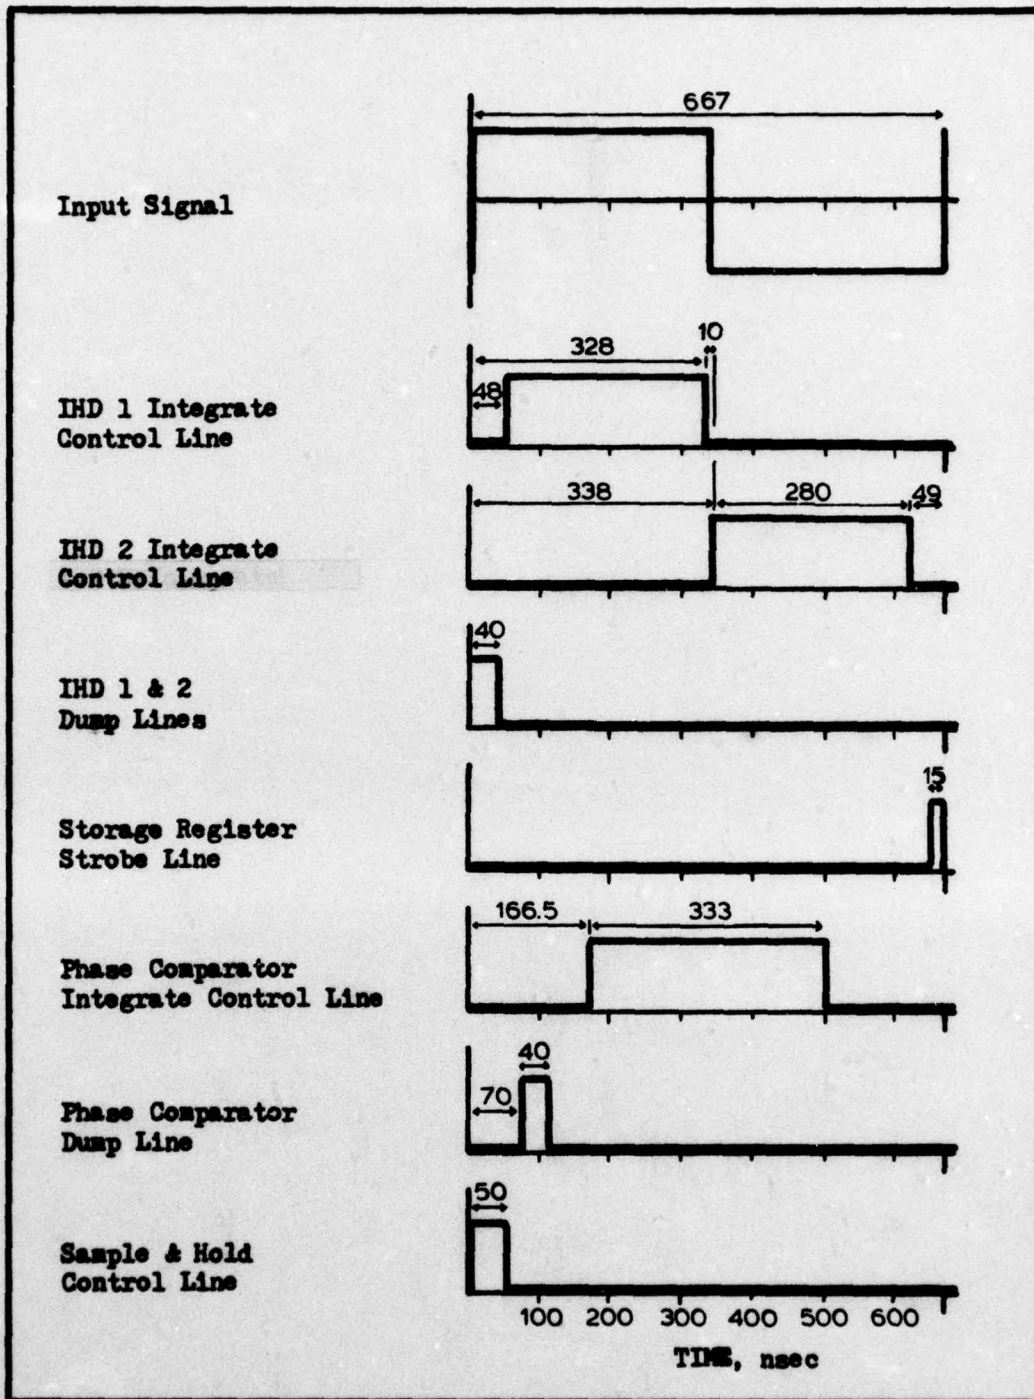 667
Input Signal
10
328
48
IHD 1 Integrate
Control Line
338 280 49
IHD 2 Integrate
Control Line
40
IHD 1 & 2
Dump Lines
15
Storage Register
Strobe Line
166.5 333
Phase Comparator
Integrate Control Line
40
70
Phase Comparator
Dump Line
50
Sample & Hold
Control Line
100 200 300 400 500 600
TIME, nsec